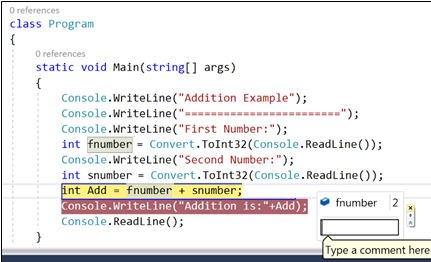 0 references
class Program
{
0 references
static void Main(string[] args)
{
Console.WriteLine("Addition Example");
Console.WriteLine("=======================");
Console.WriteLine("First Number:");
int fnumber = Convert.ToInt32(Console.ReadLine());
Console.WriteLine("Second Number:");
int snumber = Convert.ToInt32(Console.ReadLine());
int Add = fnumber + snumber;
Console.WriteLine("Addition is:"+Add);
fnumber 2
Console.ReadLine();
}
Type a comment here